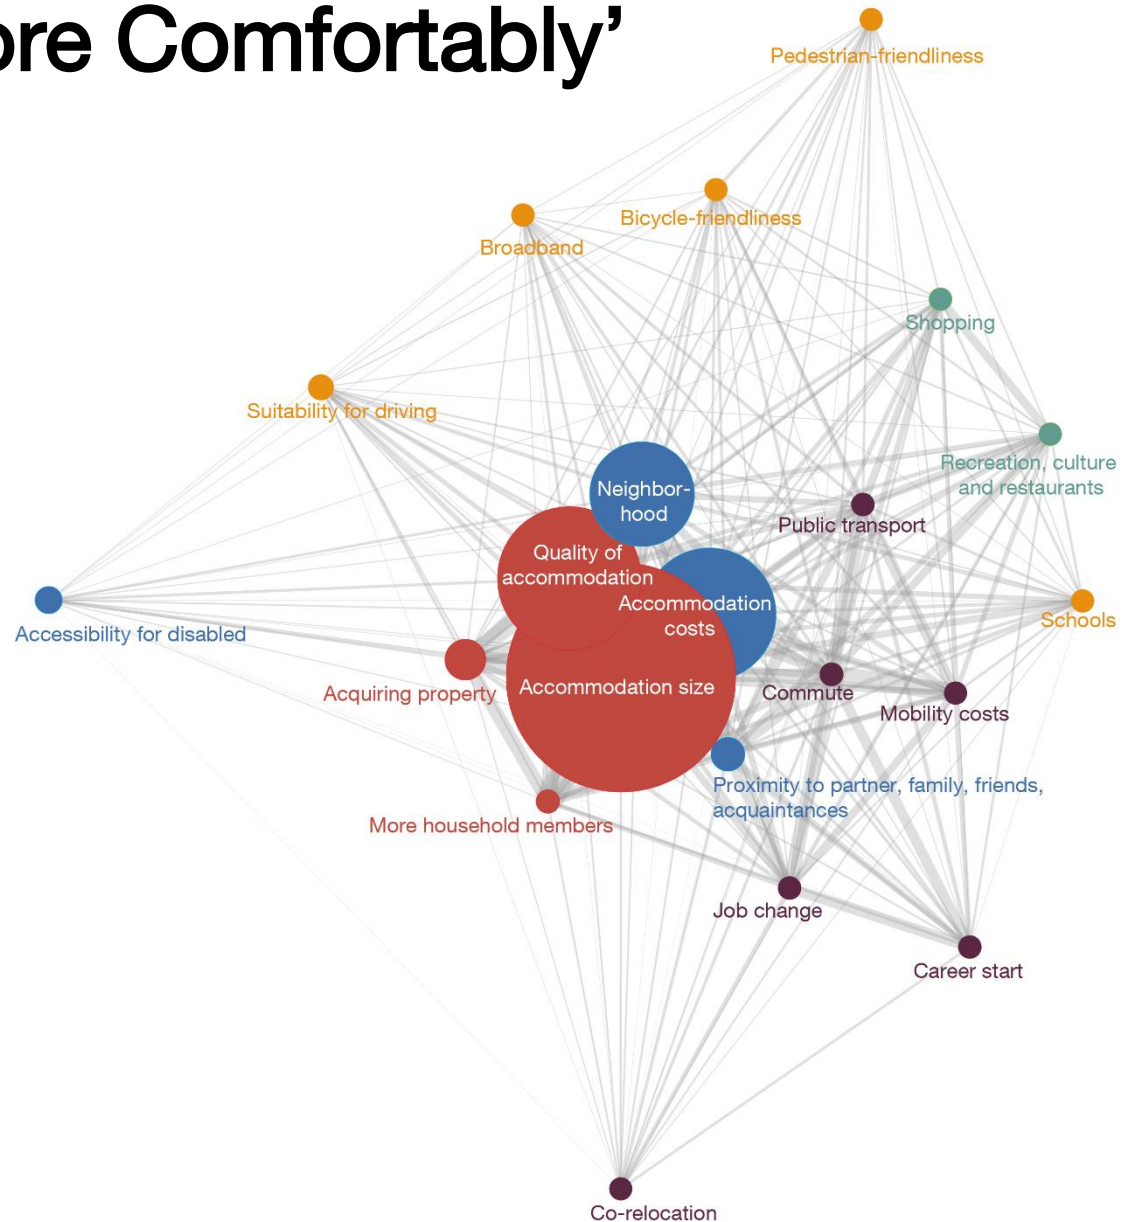 ore Comfortably’
Pedestrian-friendliness
Bicycle-friendliness
Broadband
Shopping
Suitability for driving
Recreation, culture
and restaurants
Neighbor-
hood
Public transport
Quality of
accommodation
Accommodation
costs
Schools
Accessibility for disabled
Acquiring property
Accommodation size
Commute
Mobility costs
Proximity to partner, family, friends,
acquaintances
More household members
Job change
Career start
Co-relocation